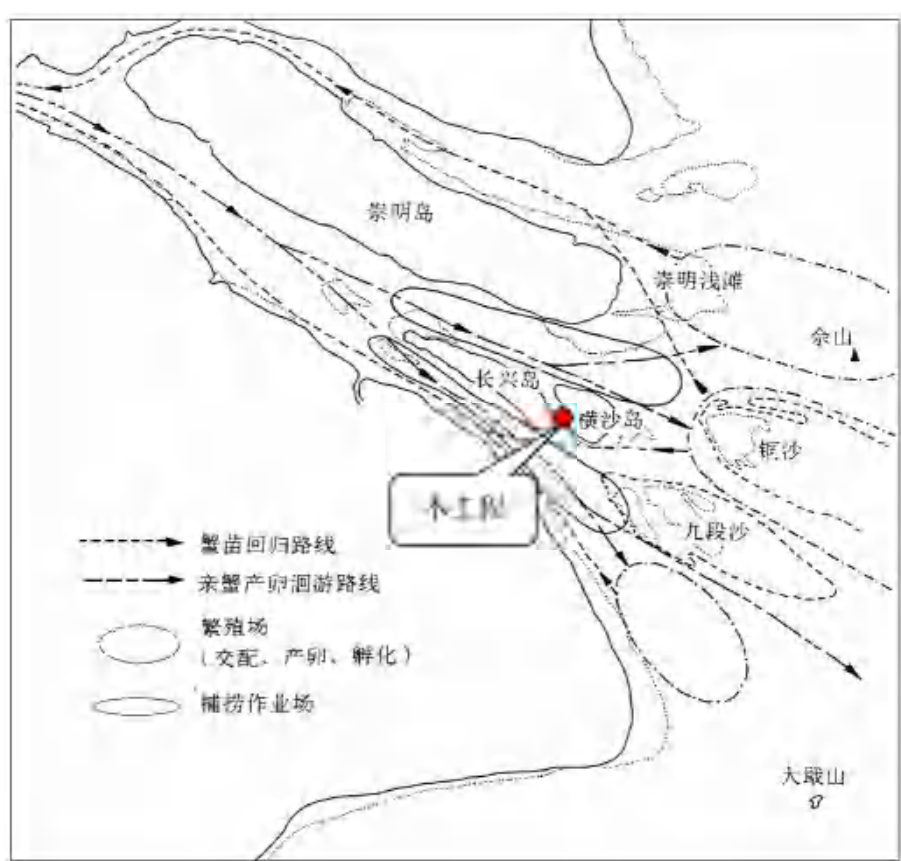 崇明岛
崇明浅滩
佘山
长兴岛
横沙岛
铜沙
本工程
九段沙
蟹苗回归路线
亲蟹产卵洄游路线
繁殖场
(交配、产卵、孵化)
捕捞作业场
大戢山